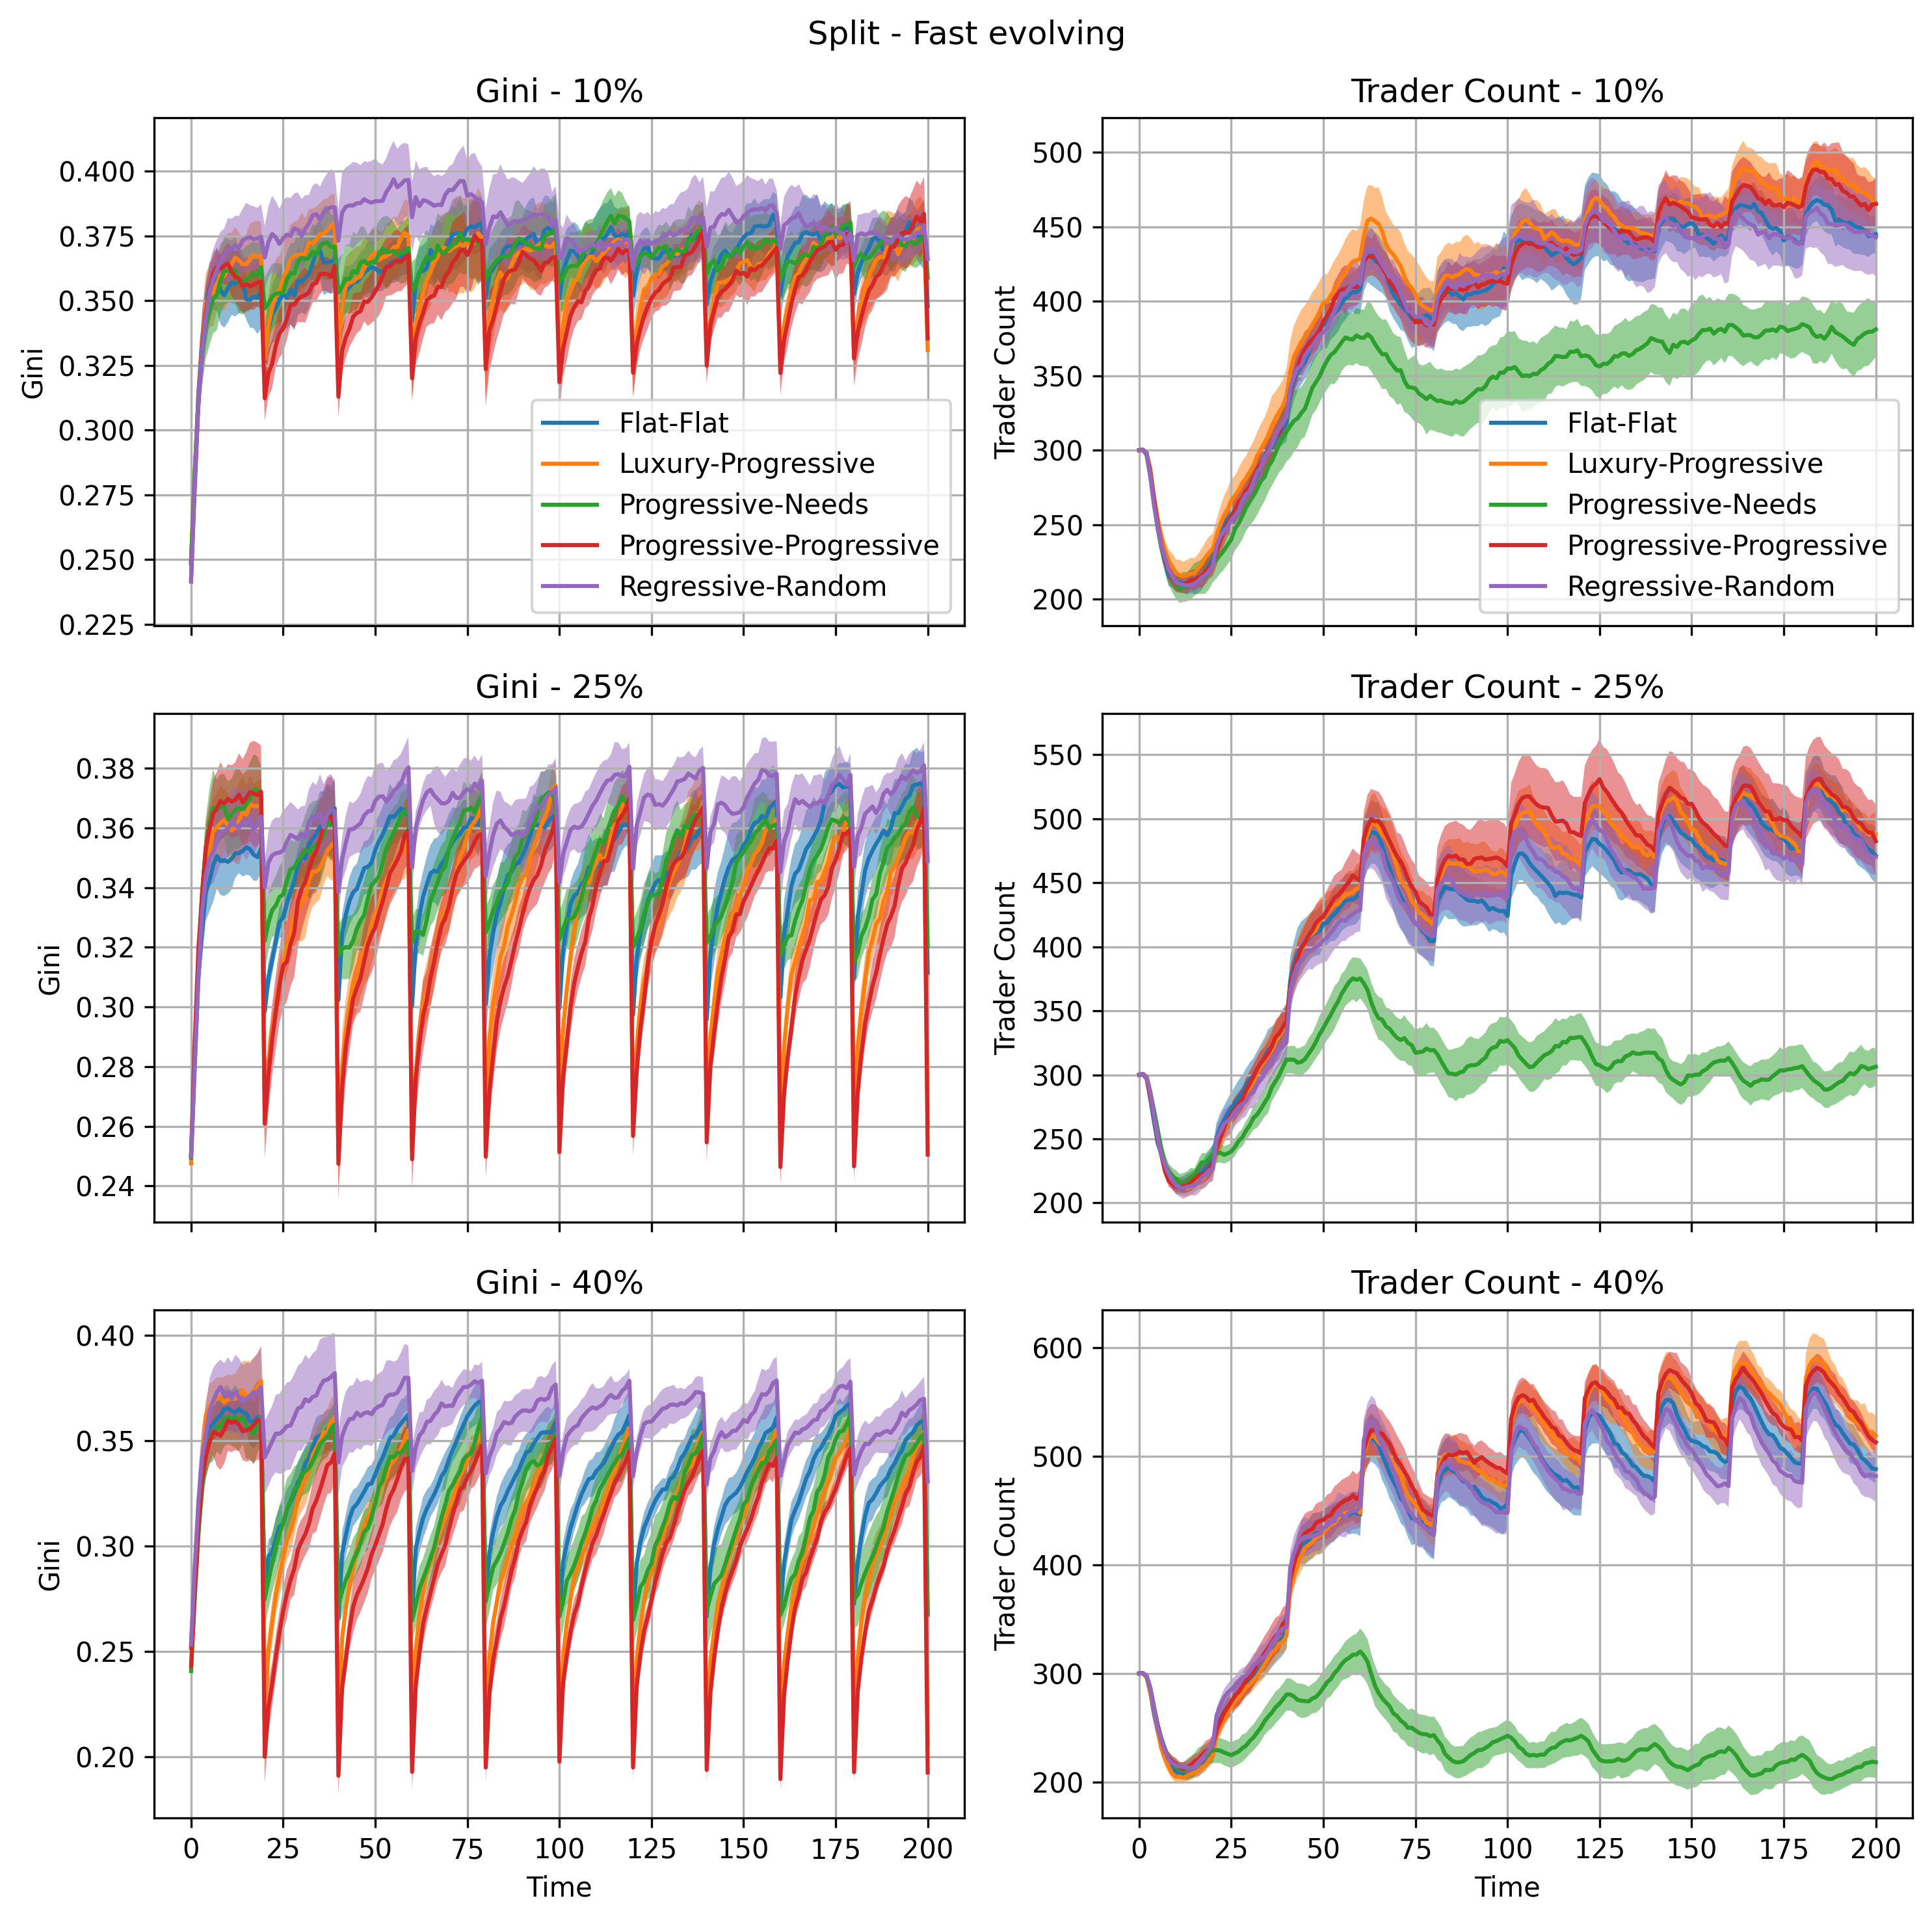 Split - Fast evolving
Gini - 10%
Gini
0.400
0.375
0.350
0.325
0.300
0.275
0.250
0.225
Flat-Flat
Luxury-Progressive
Progressive-Needs
Progressive-Progressive
Regressive-Random
Trader Count - 10%
Trader Count
500
450
400
350
300
250
200
Flat-Flat
Luxury-Progressive
Progressive-Needs
Progressive-Progressive
Regressive-Random
Gini - 25%
Gini
0.38
0.36
0.34
0.32
0.30
0.28
0.26
0.24
Trader Count - 25%
Trader Count
550
500
450
400
350
300
250
200
Gini - 40%
Gini
0.40
0.35
0.30
0.25
0.20
0 25 50 75 100 125 150 175 200
Time
Trader Count - 40%
Trader Count
600
500
400
300
200
0 25 50 75 100 125 150 175 200
Time